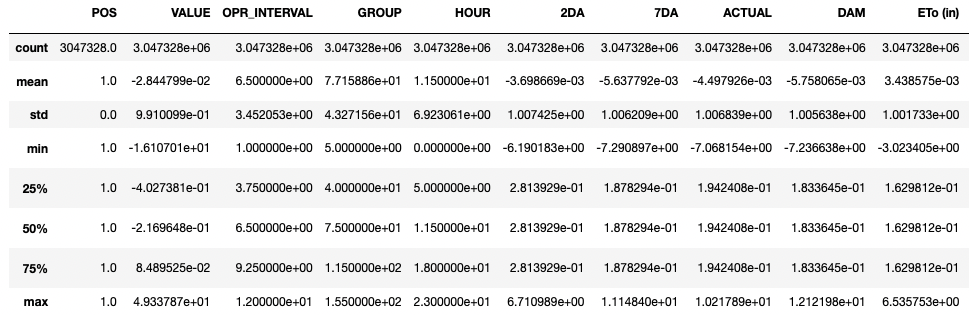 POS VALUE OPR_INTERVAL GROUP HOUR 2DA 7DA ACTUAL DAM ETo (in)
count 3047328.0 3.047328e+06 3.047328e+06 3.047328e+06 3.047328e+06 3.047328e+06 3.047328e+06 3.047328e+06 3.047328e+06 3.047328e+06
mean 1.0 -2.844799e-02 6.500000e+00 7.715886e+01 1.150000e+01 -3.698669e-03 -5.637792e-03 -4.497926e-03 -5.758065e-03 3.438575e-03
std 0.0 9.910099e-01 3.452053e+00 4.327156e+01 6.923061e+00 1.007425e+00 1.006209e+00 1.006839e+00 1.005638e+00 1.001733e+00
min 1.0 -1.610701e+01 1.000000e+00 5.000000e+00 0.000000e+00 -6.190183e+00 -7.290897e+00 -7.068154e+00 -7.236638e+00 -3.023405e+00
25% 1.0 -4.027381e-01 3.750000e+00 4.000000e+01 5.000000e+00 2.813929e-01 1.878294e-01 1.942408e-01 1.833645e-01 1.629812e-01
50% 1.0 -2.169648e-01 6.500000e+00 7.500000e+01 1.150000e+01 2.813929e-01 1.878294e-01 1.942408e-01 1.833645e-01 1.629812e-01
75% 1.0 8.489525e-02 9.250000e+00 1.150000e+02 1.800000e+01 2.813929e-01 1.878294e-01 1.942408e-01 1.833645e-01 1.629812e-01
max 1.0 4.933787e+01 1.200000e+01 1.550000e+02 2.300000e+01 6.710989e+00 1.114840e+01 1.021789e+01 1.212198e+01 6.535753e+00